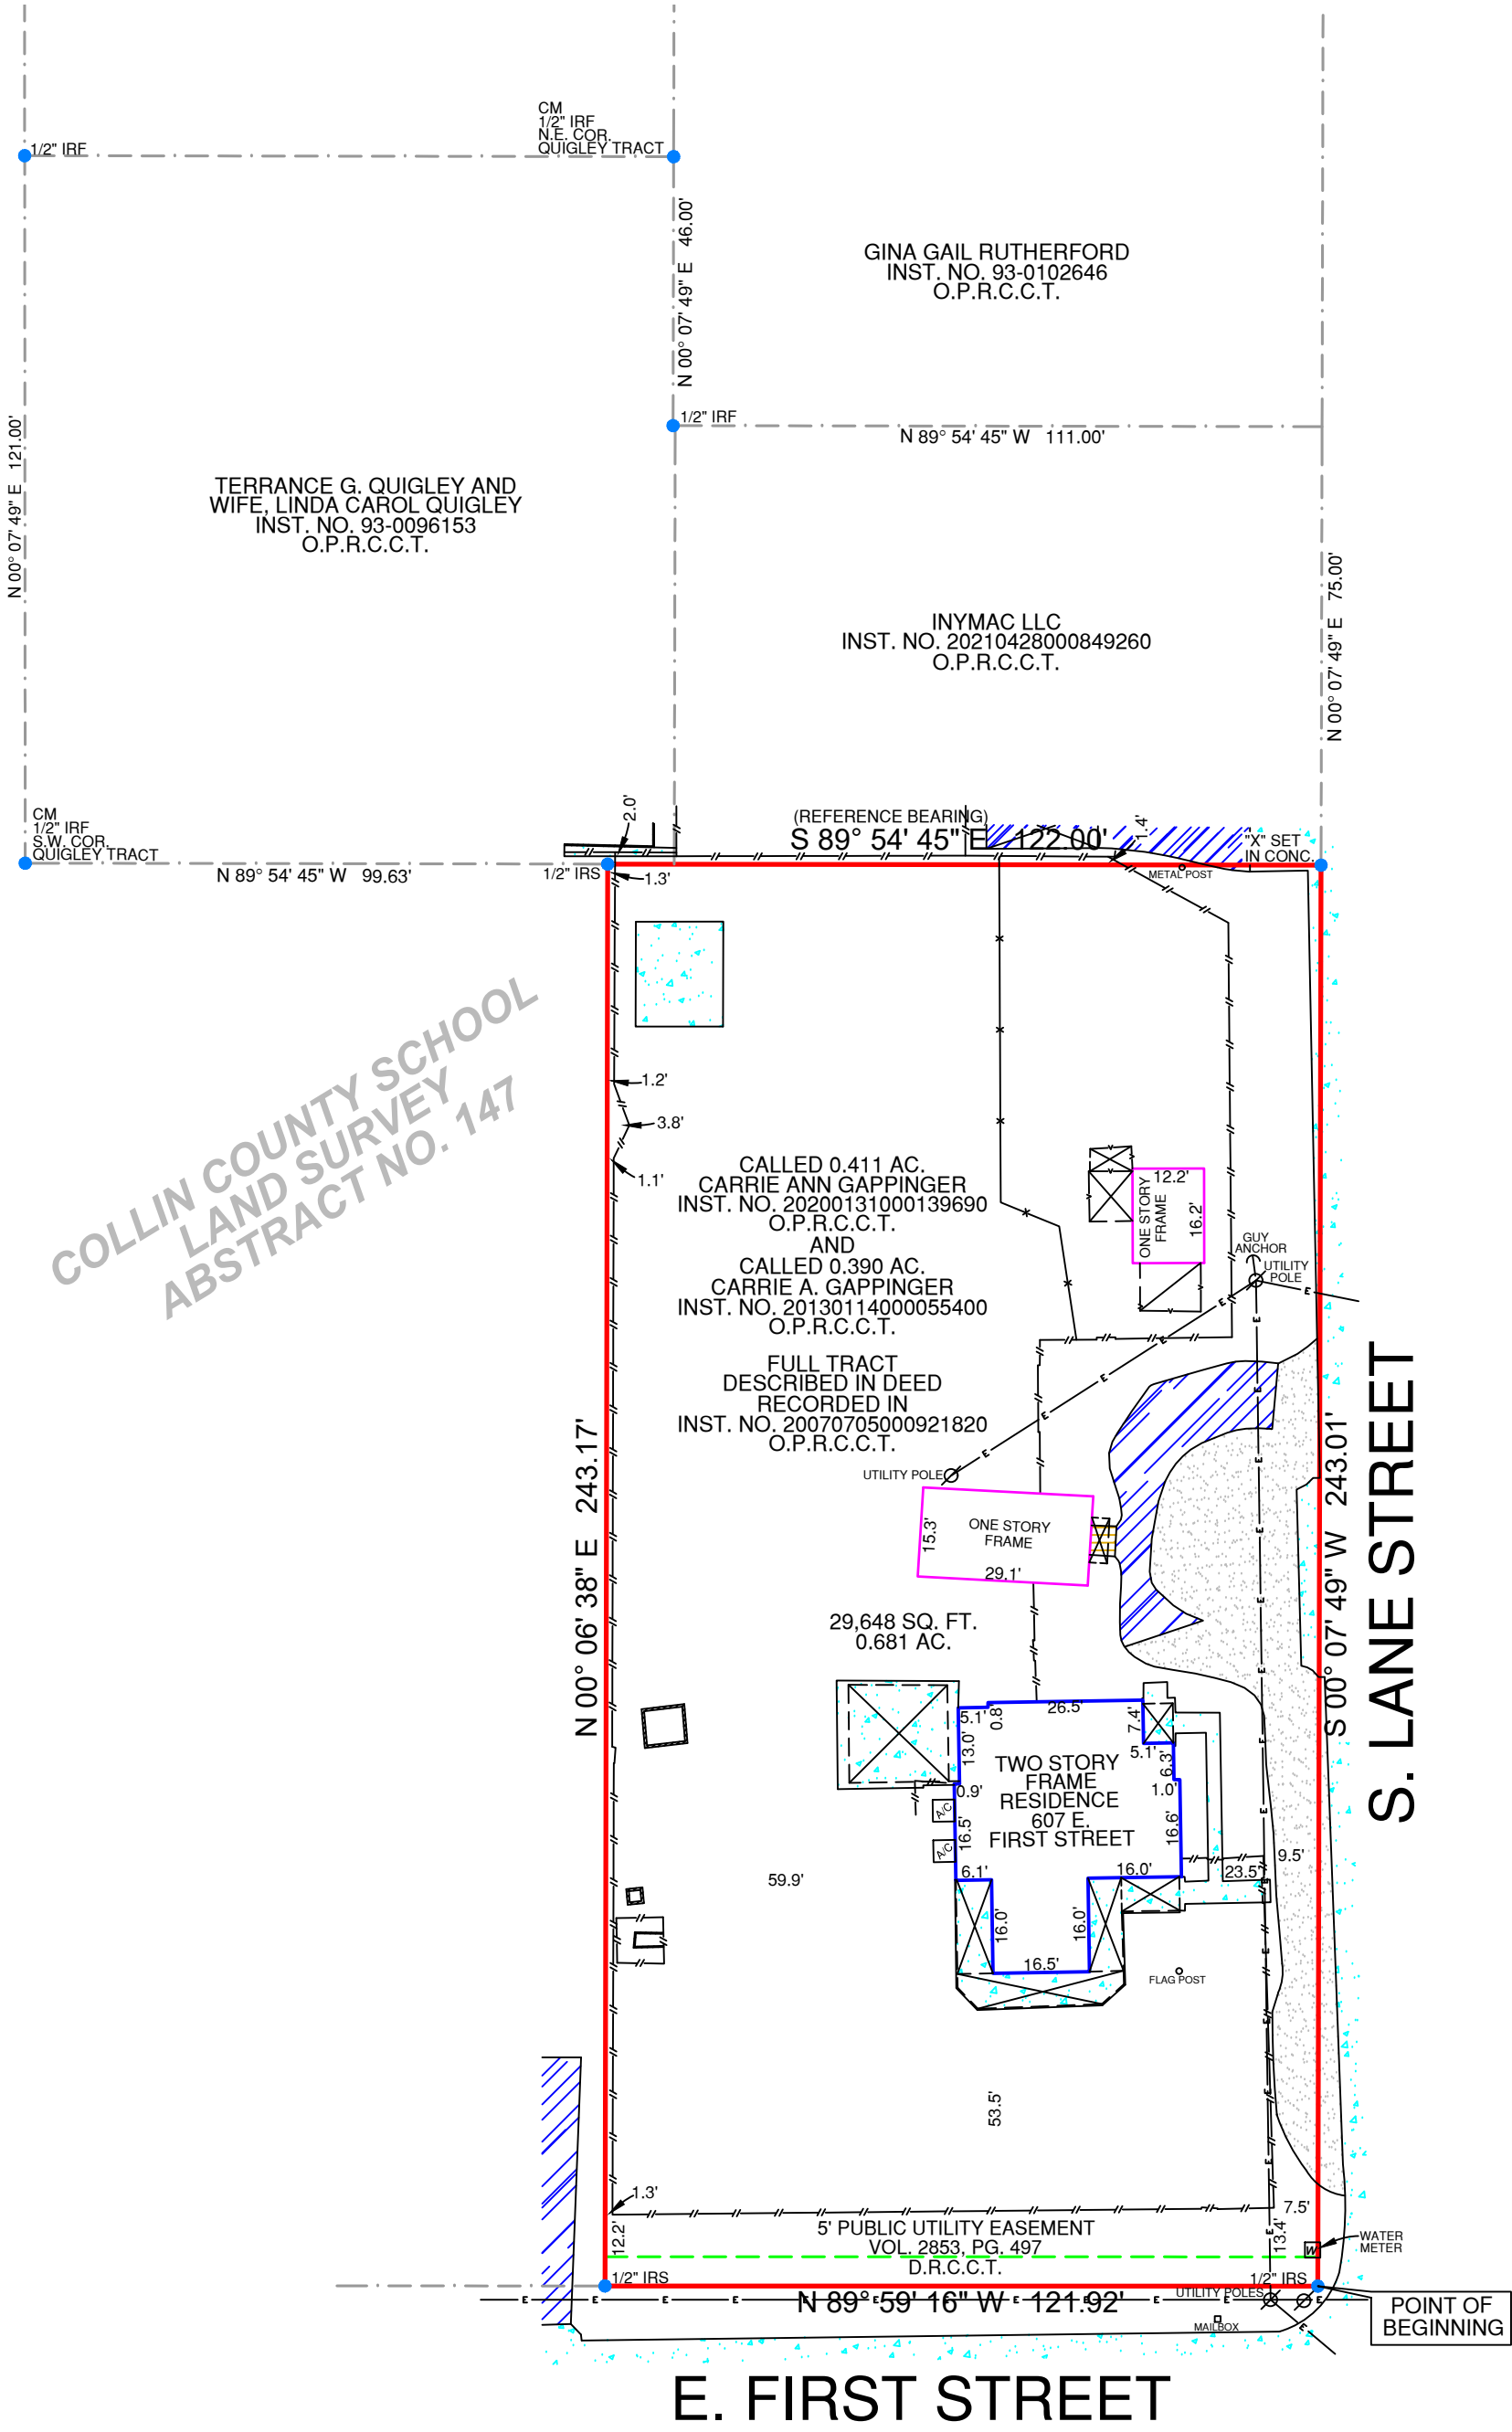 CM
1/2" IRF
N.E. COR.
QUIGLEY TRACT
1/2" IRF
N 00° 07' 49" E 46.00'
GINA GAIL RUTHERFORD
INST. NO. 93-0102646
O.P.R.C.C.T.
1/2" IRF
N 89° 54' 45" W 111.00'
N 00° 07' 49" E 121.00'
TERRANCE G. QUIGLEY AND
WIFE, LINDA CAROL QUIGLEY
INST. NO. 93-0096153
O.P.R.C.C.T.
INYMAC LLC
INST. NO. 20210428000849260
O.P.R.C.C.T.
N 00° 07' 49" E 75.00'
CM
1/2" IRF
S.W. COR.
QUIGLEY TRACT
N 89° 54' 45" W 99.63'
2.0'
(REFERENCE BEARING)
S 89° 54' 45" E 122.00'
1.4'
"X" SET
IN CONC.
METAL POST
1/2" IRS
1.3'
COLLIN COUNTY SCHOOL
LAND SURVEY
ABSTRACT NO. 147
1.2'
3.8'
1.1'
CALLED 0.411 AC.
CARRIE ANN GAPPINGER
INST. NO. 20200131000139690
O.P.R.C.C.T.
AND
CALLED 0.390 AC.
CARRIE A. GAPPINGER
INST. NO. 20130114000055400
O.P.R.C.C.T.
FULL TRACT
DESCRIBED IN DEED
RECORDED IN
INST. NO. 20070705000921820
O.P.R.C.C.T.
12.2'
ONE STORY
FRAME
16.2'
GUY
ANCHOR
UTILITY
POLE
E
E
E
E
E
E
E
E
UTILITY POLE
15.3'
ONE STORY
FRAME
29.1'
N 00° 06' 38" E 243.17'
S 00° 07' 49" W 243.01'
S. LANE STREET
29,648 SQ. FT.
0.681 AC.
5.1'
0.8'
26.5'
7.4'
13.0'
5.1'
6.3'
TWO STORY
FRAME
RESIDENCE
607 E.
FIRST STREET
0.9'
1.0'
A/C
A/C
16.5'
16.6'
6.1'
16.0'
23.5'
9.5'
59.9'
16.0'
16.0'
16.5'
FLAG POST
53.5'
1.3'
12.2'
7.5'
13.4'
5' PUBLIC UTILITY EASEMENT
VOL. 2853, PG. 497
D.R.C.C.T.
W
WATER
METER
1/2" IRS
1/2" IRS
UTILITY POLES
N 89° 59' 16" W 121.92'
E E E E E E E E E E E E
MAILBOX
E
POINT OF
BEGINNING
E. FIRST STREET